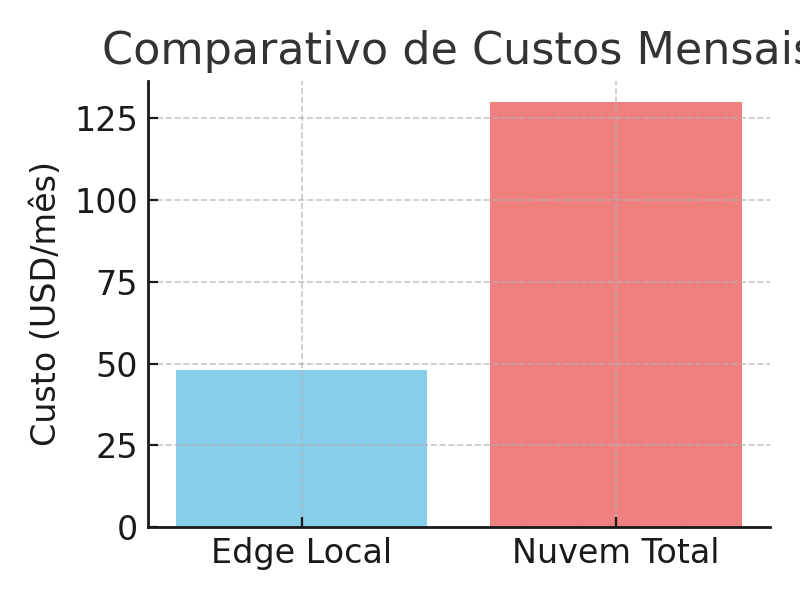 Comparativo de Custos Mensais
Custo (USD/mês)
125
100
75
50
25
0
Edge Local
Nuvem Total